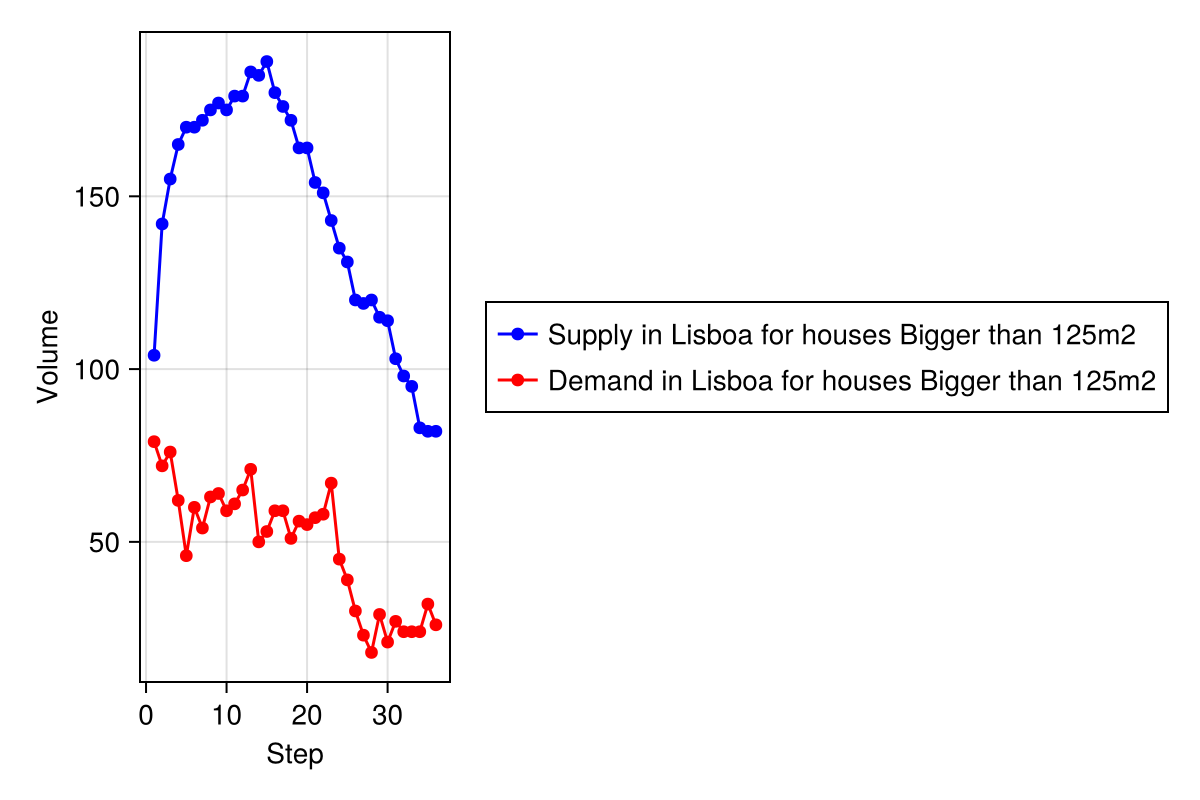 150
100
50
Volume
0 10 20 30
Step
Supply in Lisboa for houses Bigger than 125m2
Demand in Lisboa for houses Bigger than 125m2